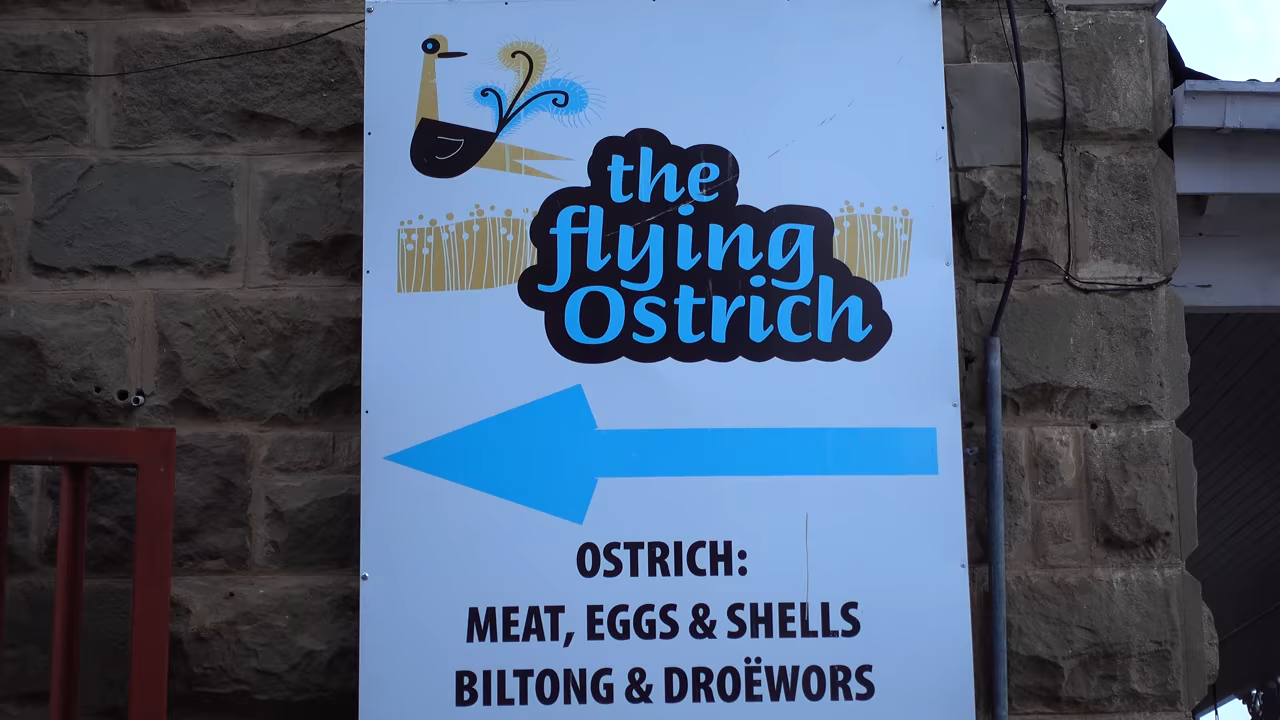 the
flying
Ostrich
OSTRICH:
MEAT, EGGS & SHELLS
BILTONG & DROËWORS